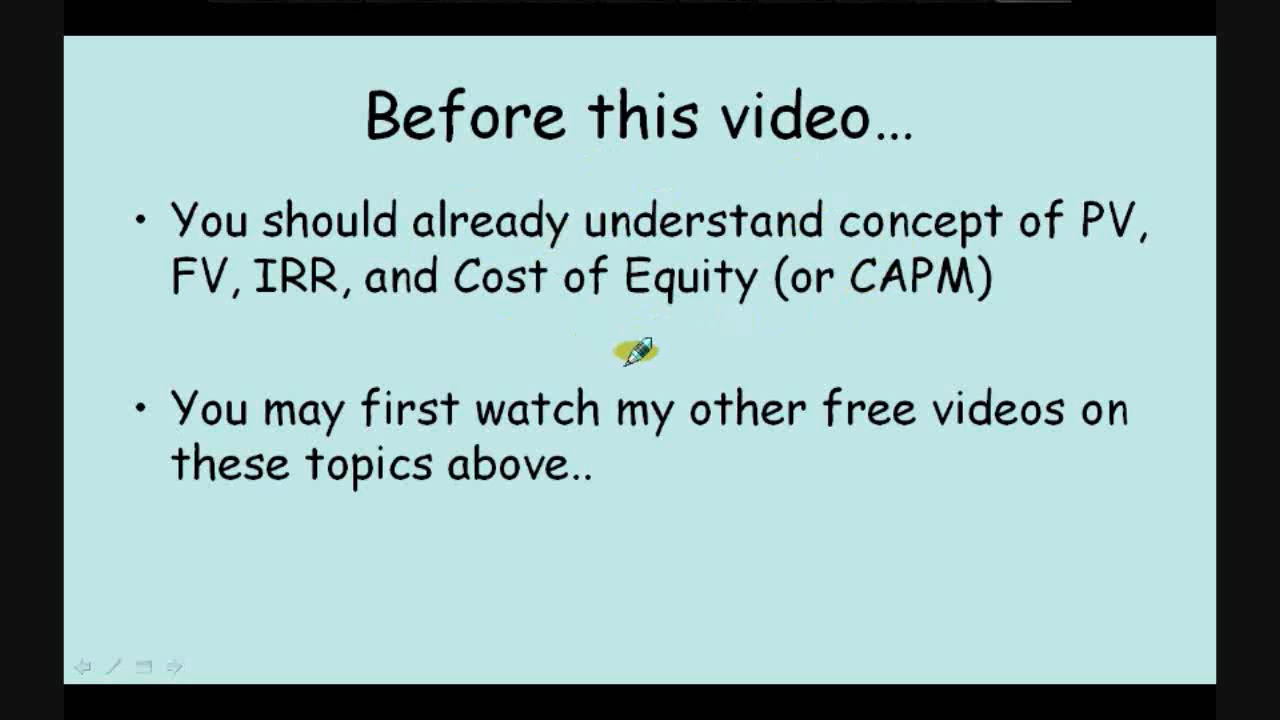 Before this video...
• You should already understand concept of PV,
FV, IRR, and Cost of Equity (or CAPM)
• You may first watch my other free videos on
these topics above..